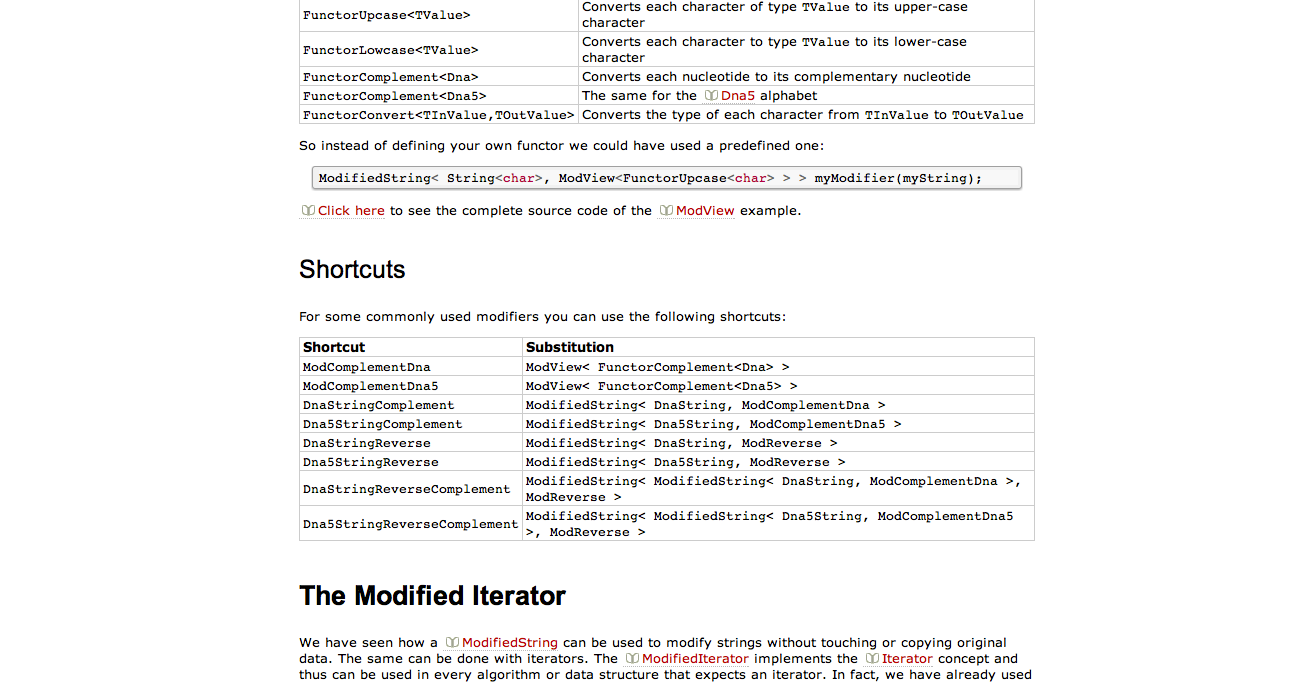 FunctorUpcase<TValue> Converts each character of type TValue to its upper-case
character
FunctorLowcase<TValue> Converts each character to type TValue to its lower-case
character
FunctorComplement<Dna> Converts each nucleotide to its complementary nucleotide
FunctorComplement<Dna5> The same for the Dna5 alphabet
FunctorConvert<TInValue,TOutValue> Converts the type of each character from TInValue to TOutValue
So instead of defining your own functor we could have used a predefined one:
ModifiedString< String<char>, ModView<FunctorUpcase<char> > > myModifier(myString);
Click here to see the complete source code of the ModView example.
Shortcuts
For some commonly used modifiers you can use the following shortcuts:
Shortcut Substitution
ModComplementDna ModView< FunctorComplement<Dna> >
ModComplementDna5 ModView< FunctorComplement<Dna5> >
DnaStringComplement ModifiedString< DnaString, ModComplementDna >
Dna5StringComplement ModifiedString< Dna5String, ModComplementDna5 >
DnaStringReverse ModifiedString< DnaString, ModReverse >
Dna5StringReverse ModifiedString< Dna5String, ModReverse >
DnaStringReverseComplement ModifiedString< ModifiedString< DnaString, ModComplementDna >,
ModReverse >
Dna5StringReverseComplement ModifiedString< ModifiedString< Dna5String, ModComplementDna5
>, ModReverse >
The Modified Iterator
We have seen how a ModifiedString can be used to modify strings without touching or copying original
data. The same can be done with iterators. The ModifiedIterator implements the Iterator concept and
thus can be used in every algorithm or data structure that expects an iterator. In fact, we have already used